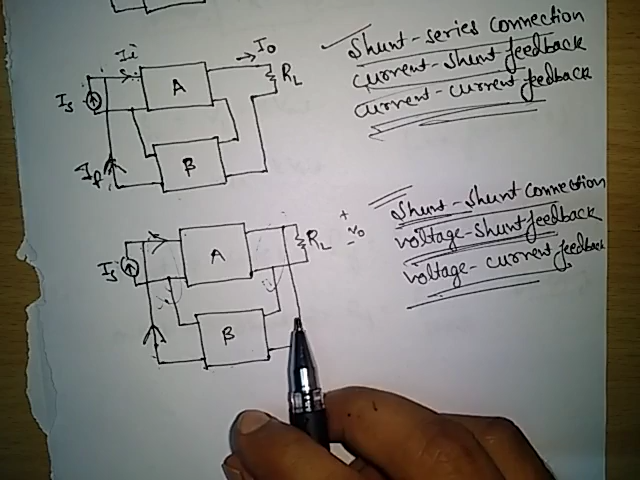 Shunt-series connection
Ii
Io
current-shunt feedback
A
RL
Is
current-current feedback
β
If
Shunt-shunt connection
+
Vo
-
voltage-shunt feedback
RL
A
Is
voltage-current feedback
β